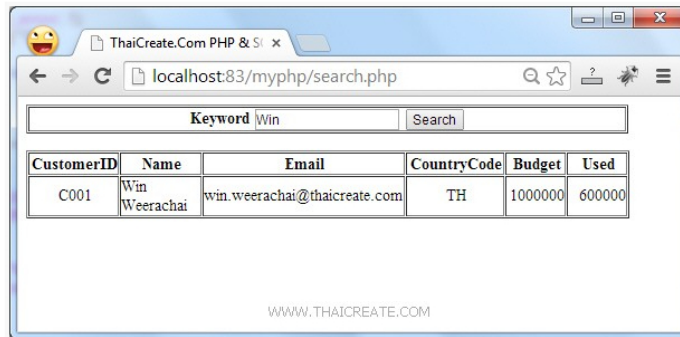 ThaiCreate.Com PHP & S
localhost:83/myphp/search.php
?
Keyword Win Search
CustomerID Name Email CountryCode Budget Used
C001 Win Weerachai win.weerachai@thaicreate.com TH 1000000 600000
WWW.THAICREATE.COM